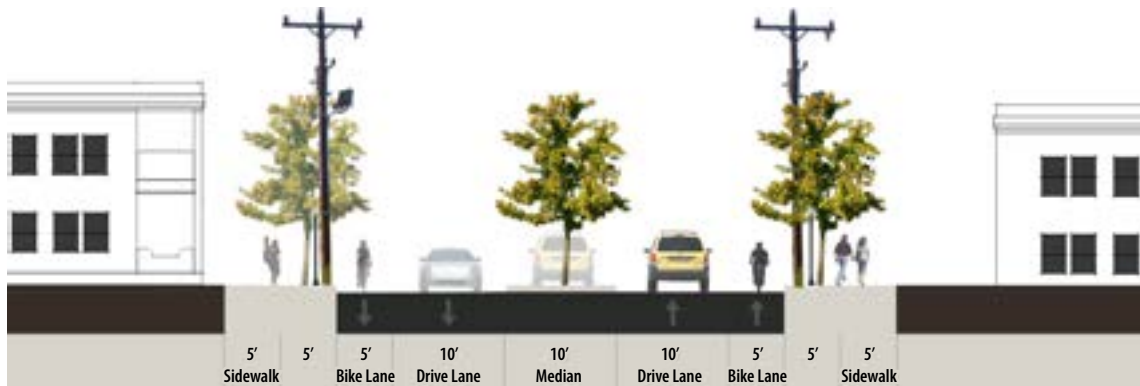 5’ 5’ 5’ 10’ 10’ 10’ 5’ 5’ 5’
Sidewalk Bike Lane Drive Lane Median Drive Lane Bike Lane Sidewalk